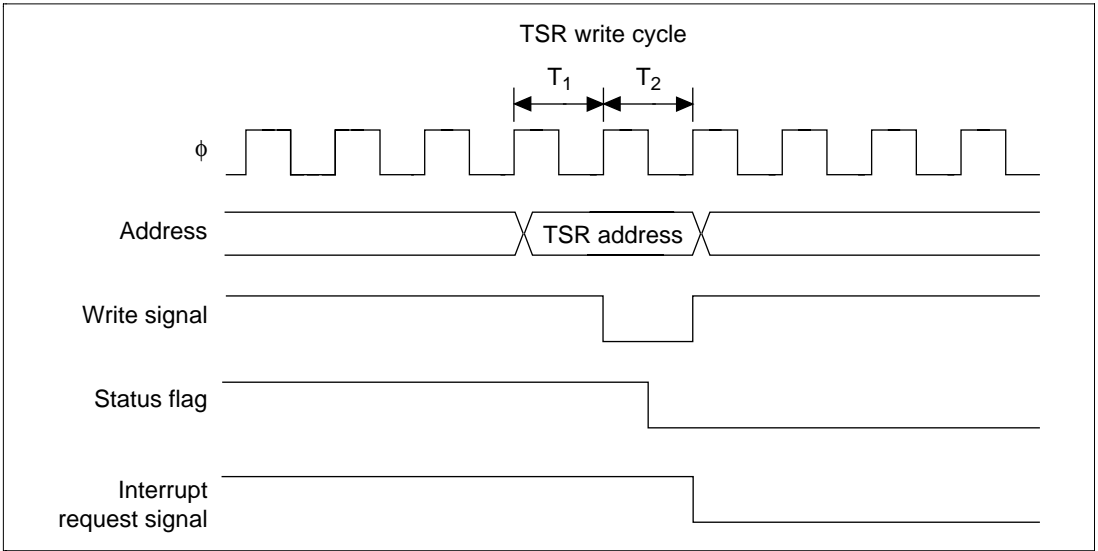 TSR write cycle
T1 T2
ϕ
Address
TSR address
Write signal
Status flag
Interrupt
request signal